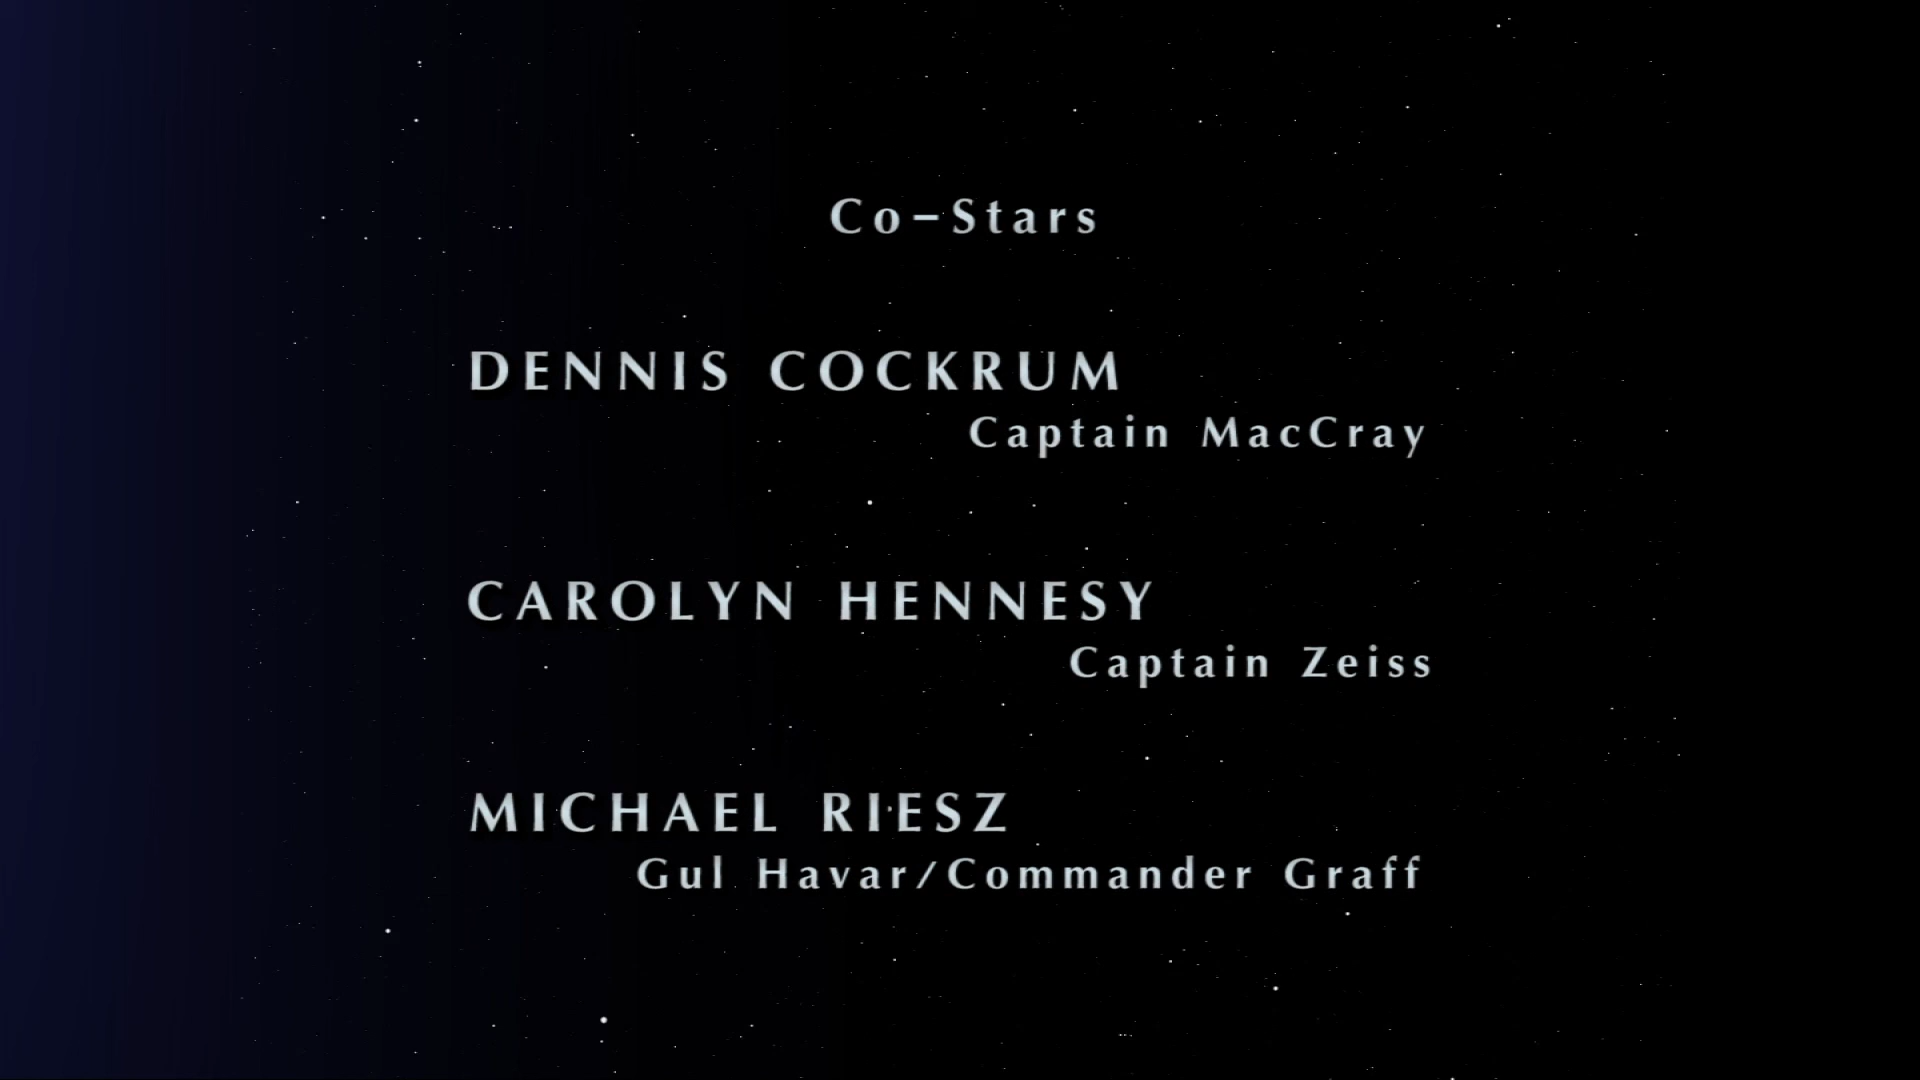 Co-Stars
DENNIS COCKRUM
Captain MacCray
CAROLYN HENNESY
Captain Zeiss
MICHAEL RIESZ
Gul Havar/Commander Graff